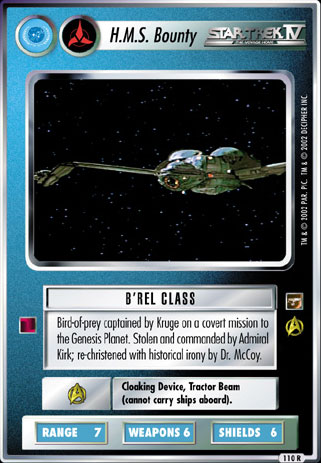 H.M.S. Bounty
STAR TREK IV
THE VOYAGE HOME
TM & © 2002 PAR. PIC. TM & © 2002 DECIPHER INC.
B'REL CLASS
Bird-of-prey captained by Kruge on a covert mission to
the Genesis Planet. Stolen and commanded by Admiral
Kirk; re-christened with historical irony by Dr. McCoy.
Cloaking Device, Tractor Beam
(cannot carry ships aboard).
RANGE 7 WEAPONS 6 SHIELDS 6
110 R